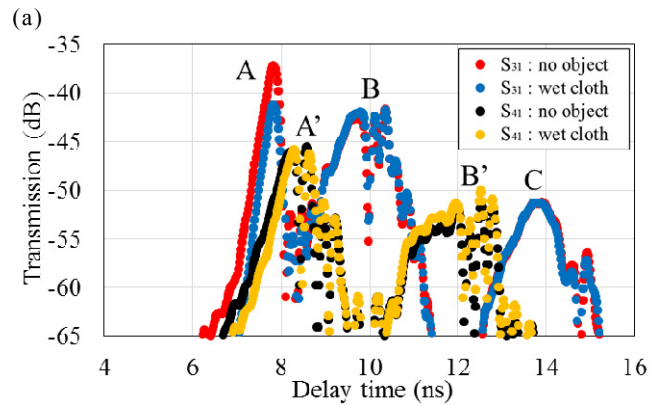 (a)
-35
-40
-45
-50
-55
-60
-65
Transmission (dB)
A
A’
B
B’
C
S31 : no object
S31 : wet cloth
S41 : no object
S41 : wet cloth
4 6 8 10 12 14 16
Delay time (ns)